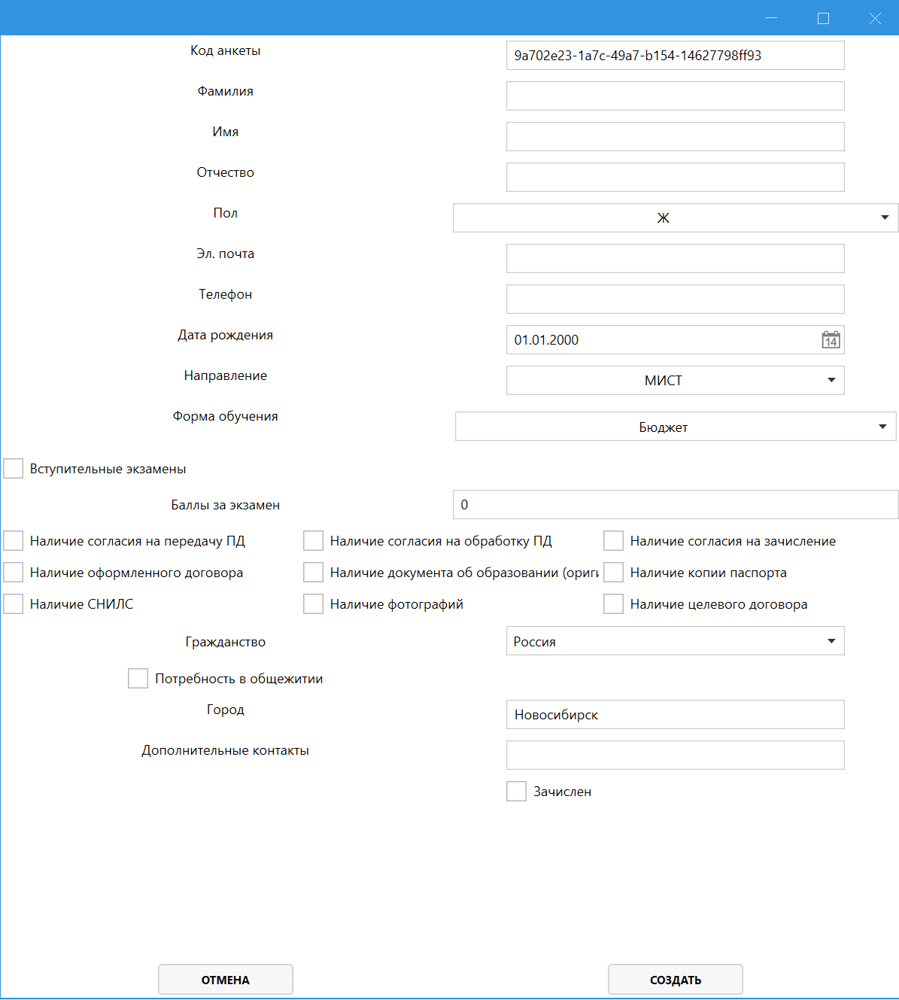 Код анкеты 9a702e23-1a7c-49a7-b154-14627798ff93
Фамилия
Имя
Отчество
Пол Ж
Эл. почта
Телефон
Дата рождения 01.01.2000 14
Направление МИСТ
Форма обучения Бюджет
Вступительные экзамены
Баллы за экзамен 0
Наличие согласия на передачу ПД Наличие согласия на обработку ПД Наличие согласия на зачисление
Наличие оформленного договора Наличие документа об образовании (ориги Наличие копии паспорта
Наличие СНИЛС Наличие фотографий Наличие целевого договора
Гражданство Россия
Потребность в общежитии
Город Новосибирск
Дополнительные контакты
Зачислен
ОТМЕНА СОЗДАТЬ